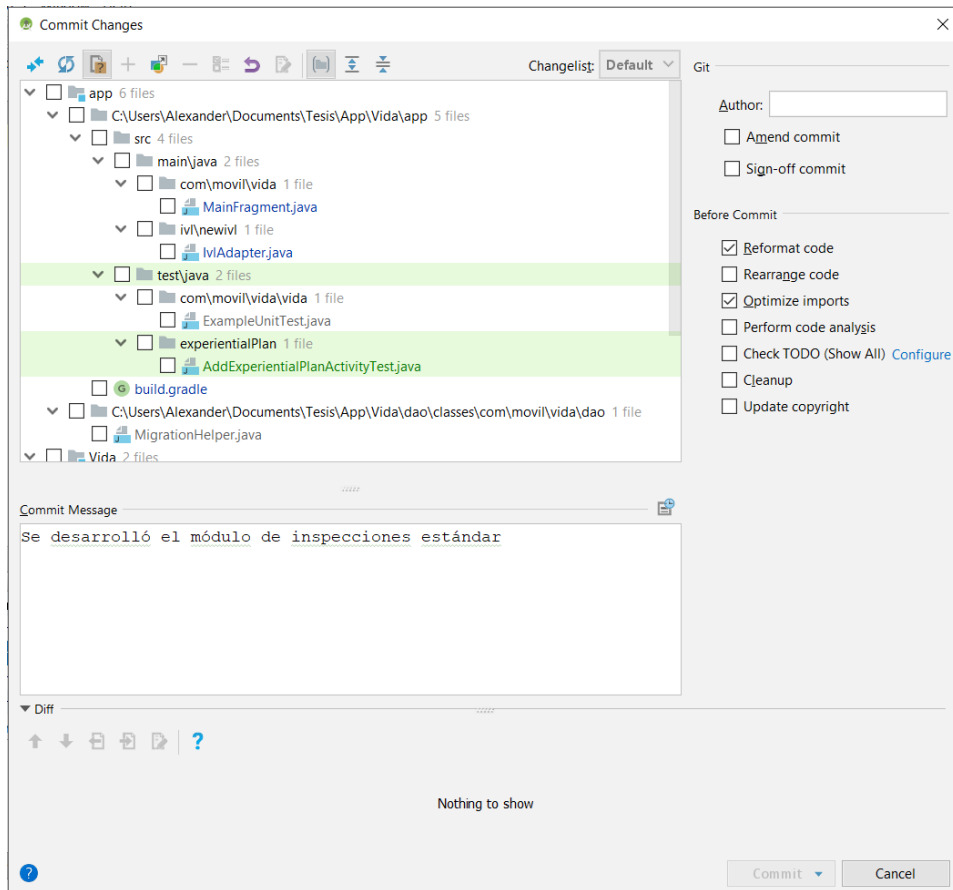 Commit Changes
Changelist: Default
app 6 files
C:\Users\Alexander\Documents\Tesis\App\Vida\app 5 files
src 4 files
main\java 2 files
com\movil\vida 1 file
MainFragment.java
ivl\newivl 1 file
IvlAdapter.java
test\java 2 files
com\movil\vida\vida 1 file
ExampleUnitTest.java
experientialPlan 1 file
AddExperientialPlanActivityTest.java
build.gradle
C:\Users\Alexander\Documents\Tesis\App\Vida\dao\classes\com\movil\vida\dao 1 file
MigrationHelper.java
Vida 2 files
Git
Author:
Amend commit
Sign-off commit
Before Commit
Reformat code
Rearrange code
Optimize imports
Perform code analysis
Check TODO (Show All) Configure
Cleanup
Update copyright
Commit Message
Se desarrolló el módulo de inspecciones estándar
Diff
Nothing to show
Commit
Cancel